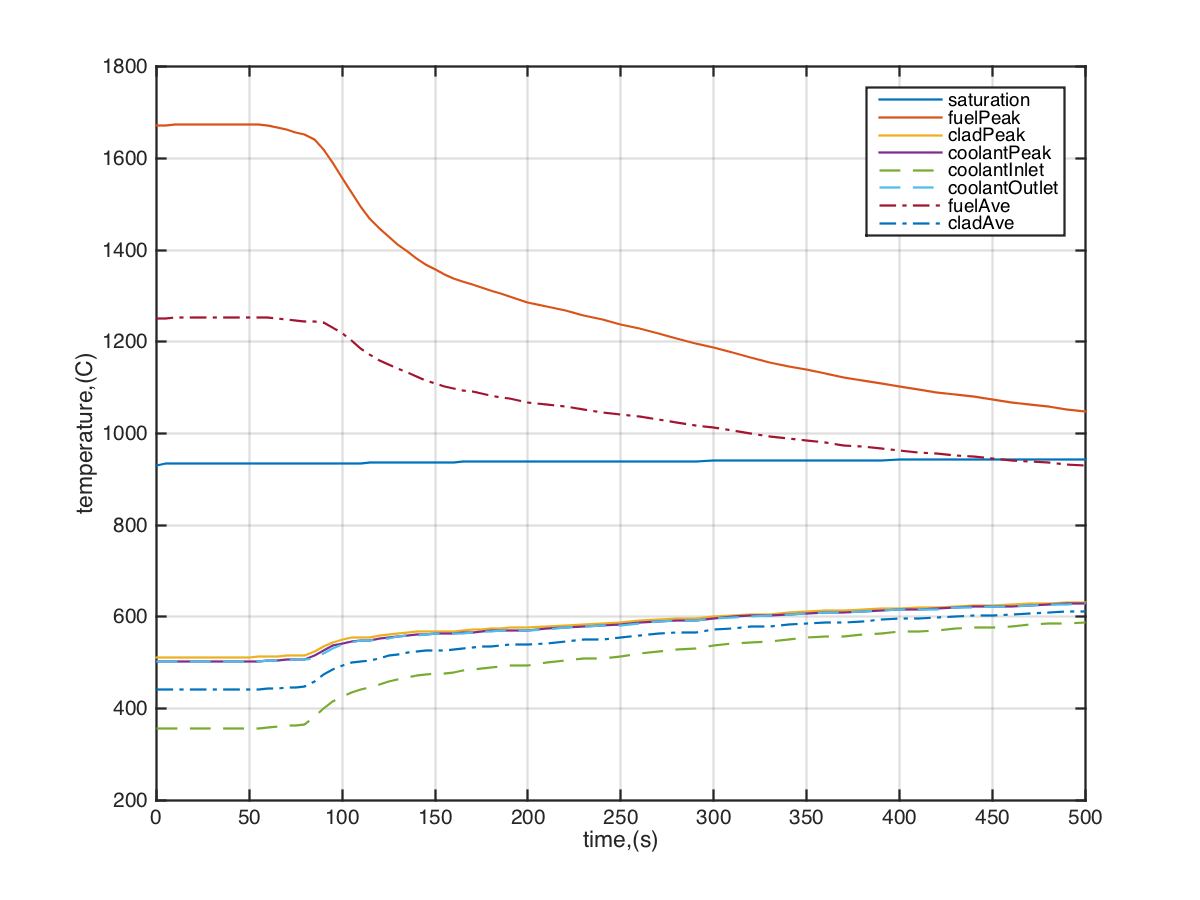 1800
1600
1400
1200
1000
800
600
400
200
temperature,(C)
saturation
fuelPeak
cladPeak
coolantPeak
coolantInlet
coolantOutlet
fuelAve
cladAve
0 50 100 150 200 250 300 350 400 450 500
time,(s)